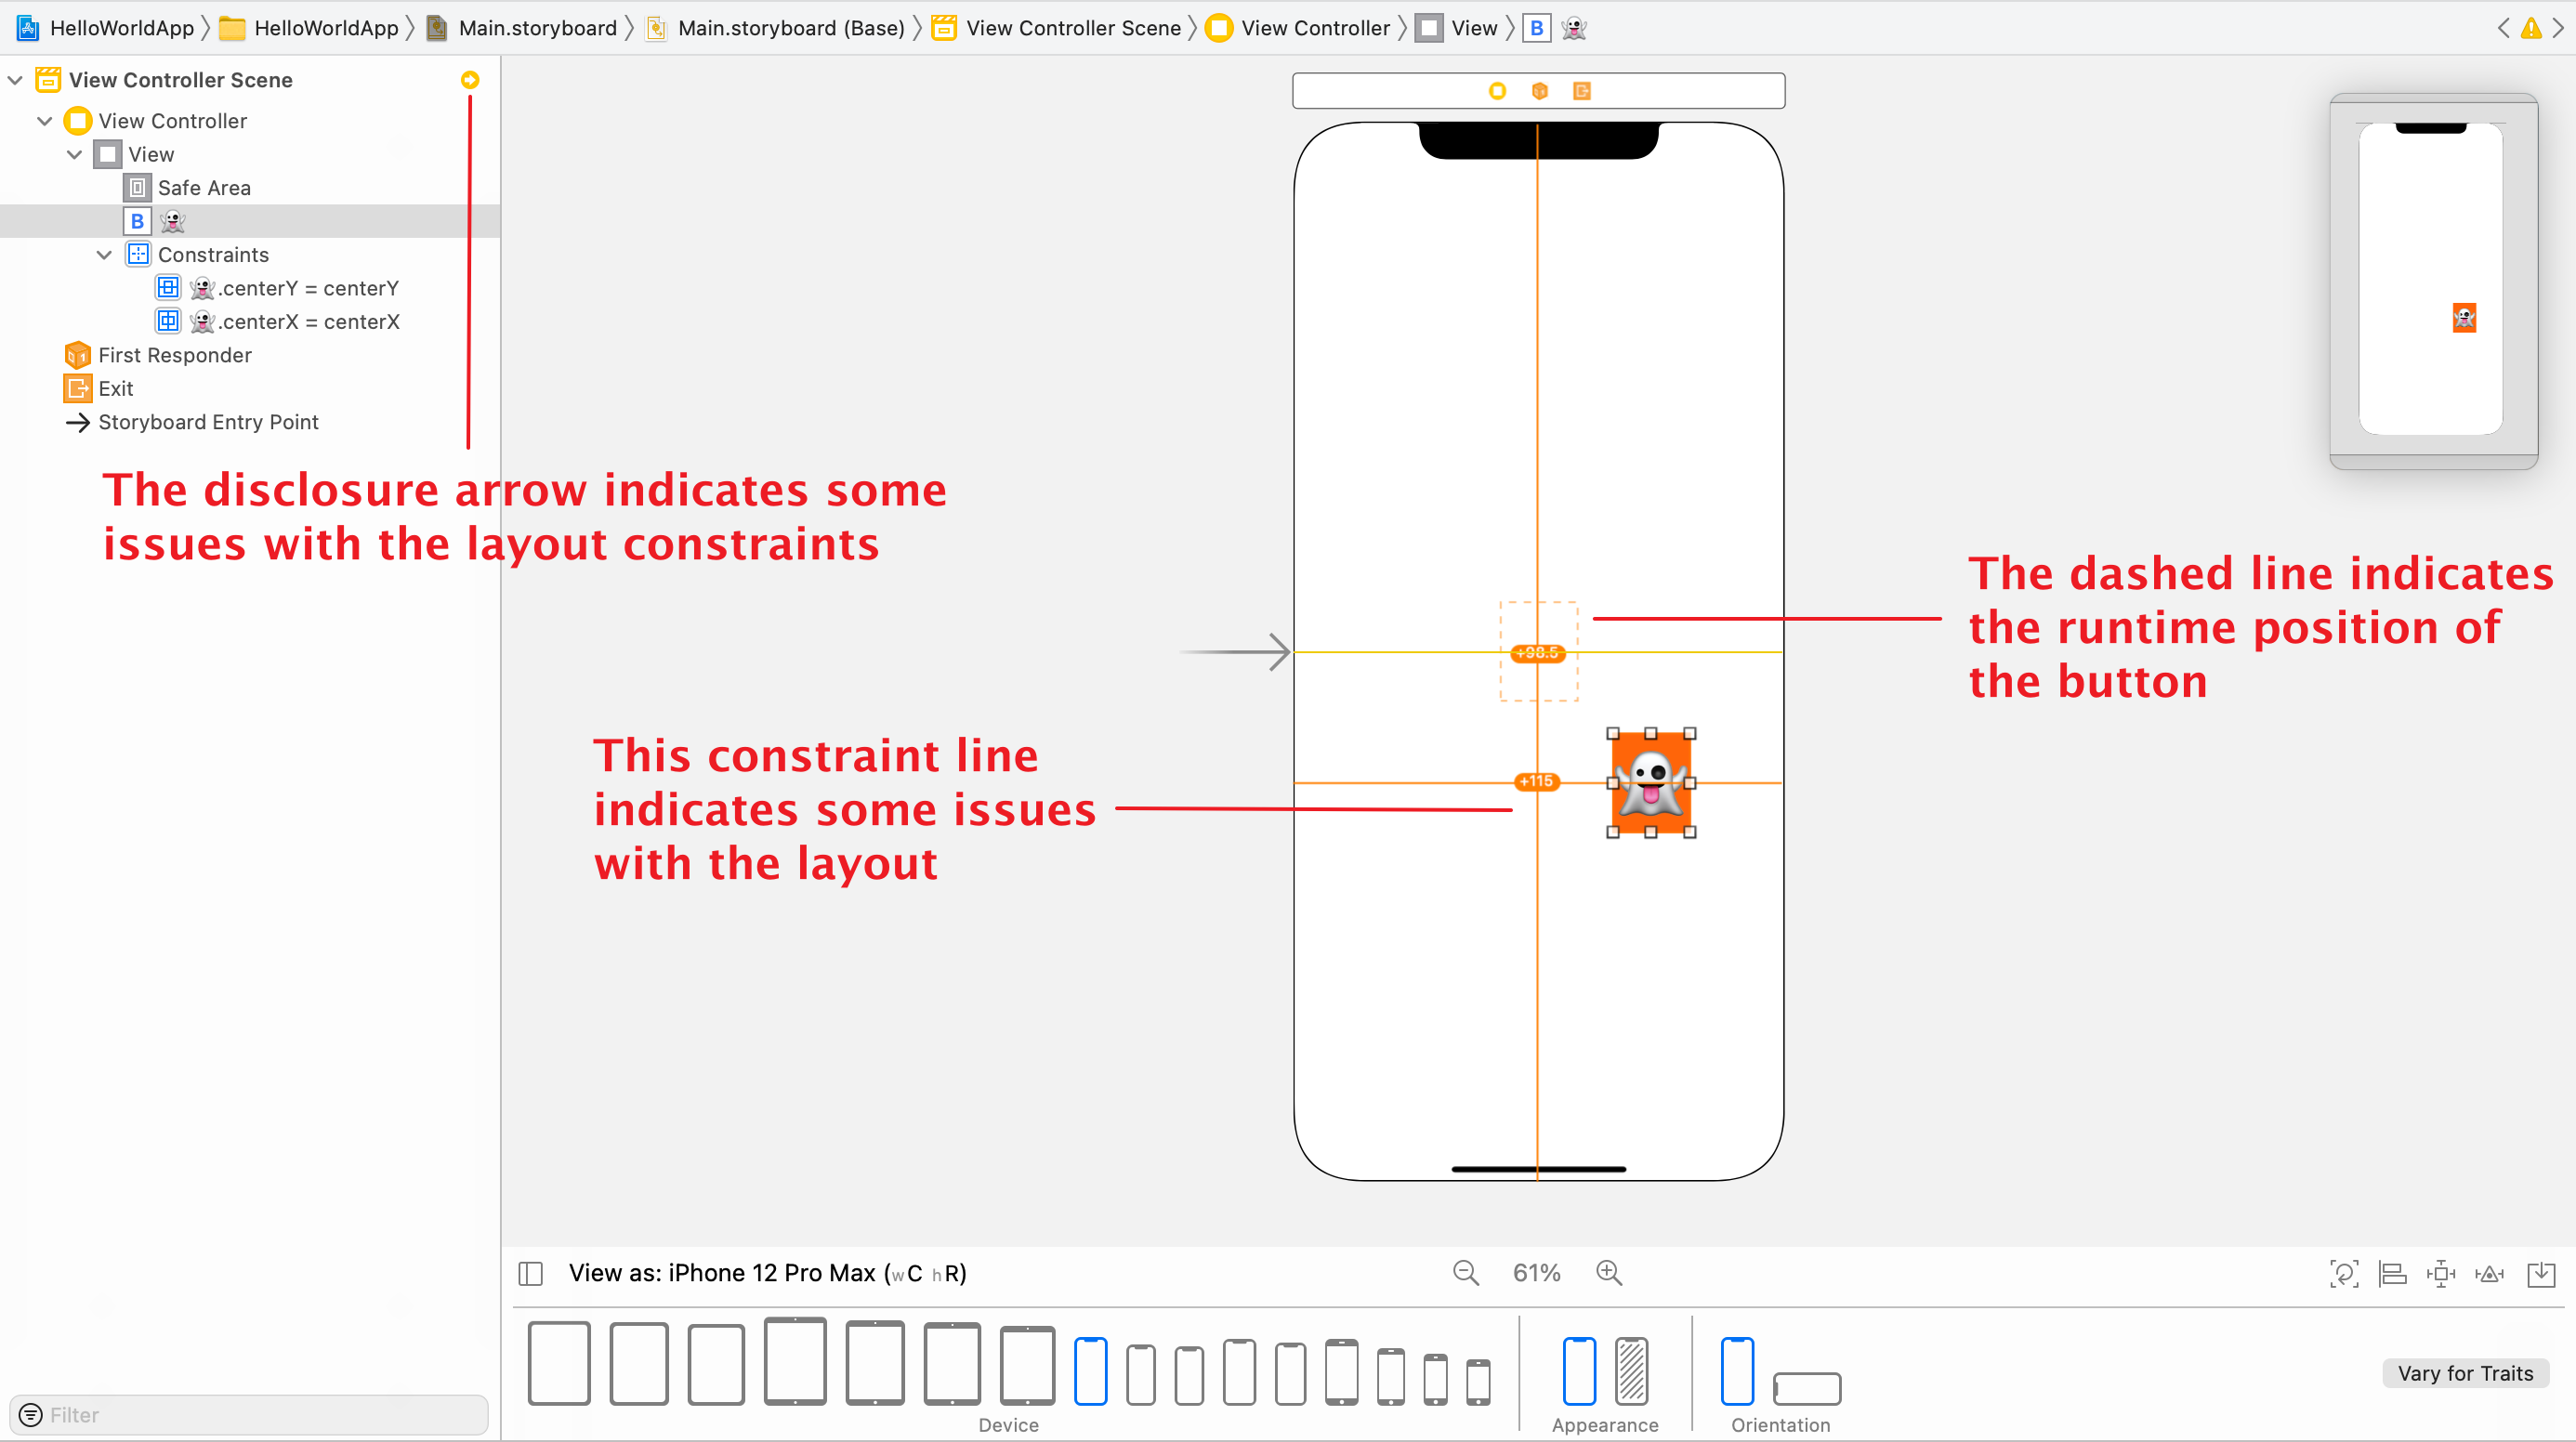 HelloWorldApp HelloWorldApp Main.storyboard Main.storyboard (Base) View Controller Scene View Controller View B
View Controller Scene
View Controller
View
Safe Area
B
Constraints
.centerY = centerY
.centerX = centerX
First Responder
Exit
Storyboard Entry Point
The disclosure arrow indicates some
issues with the layout constraints
The dashed line indicates
the runtime position of
the button
+98.5
This constraint line
indicates some issues
with the layout
+115
View as: iPhone 12 Pro Max (wC hR)
61%
Vary for Traits
Filter
Device
Appearance
Orientation